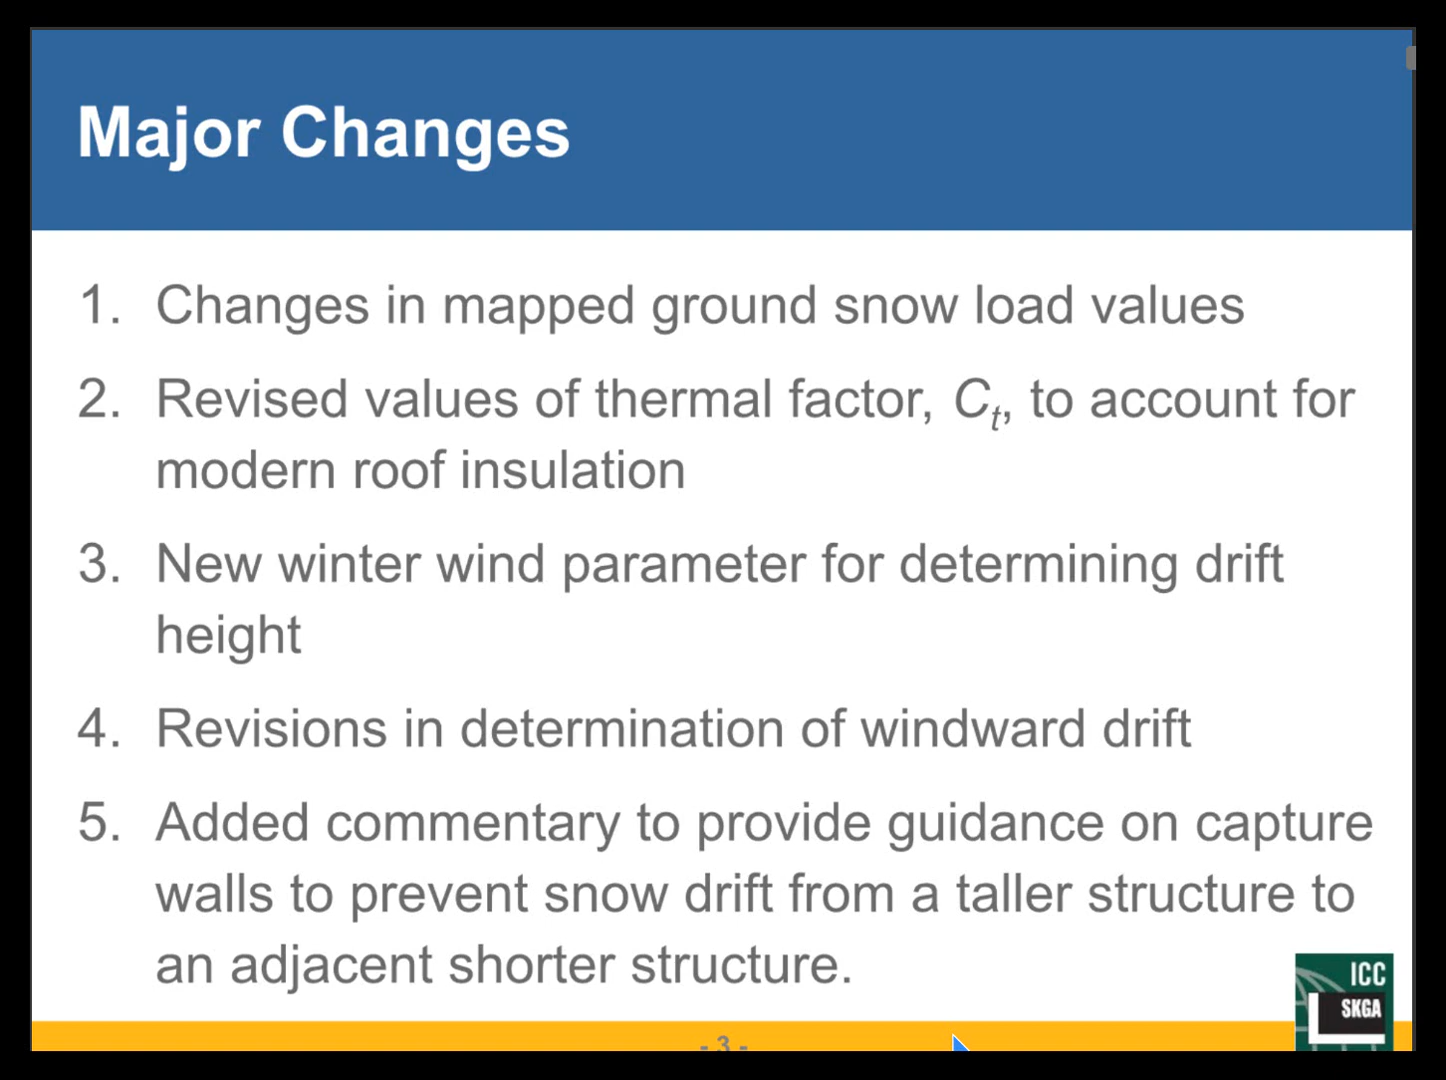 Major Changes
1. Changes in mapped ground snow load values
2. Revised values of thermal factor, Ct, to account for
modern roof insulation
3. New winter wind parameter for determining drift
height
4. Revisions in determination of windward drift
5. Added commentary to provide guidance on capture
walls to prevent snow drift from a taller structure to
an adjacent shorter structure.
ICC
SKGA
- 3 -